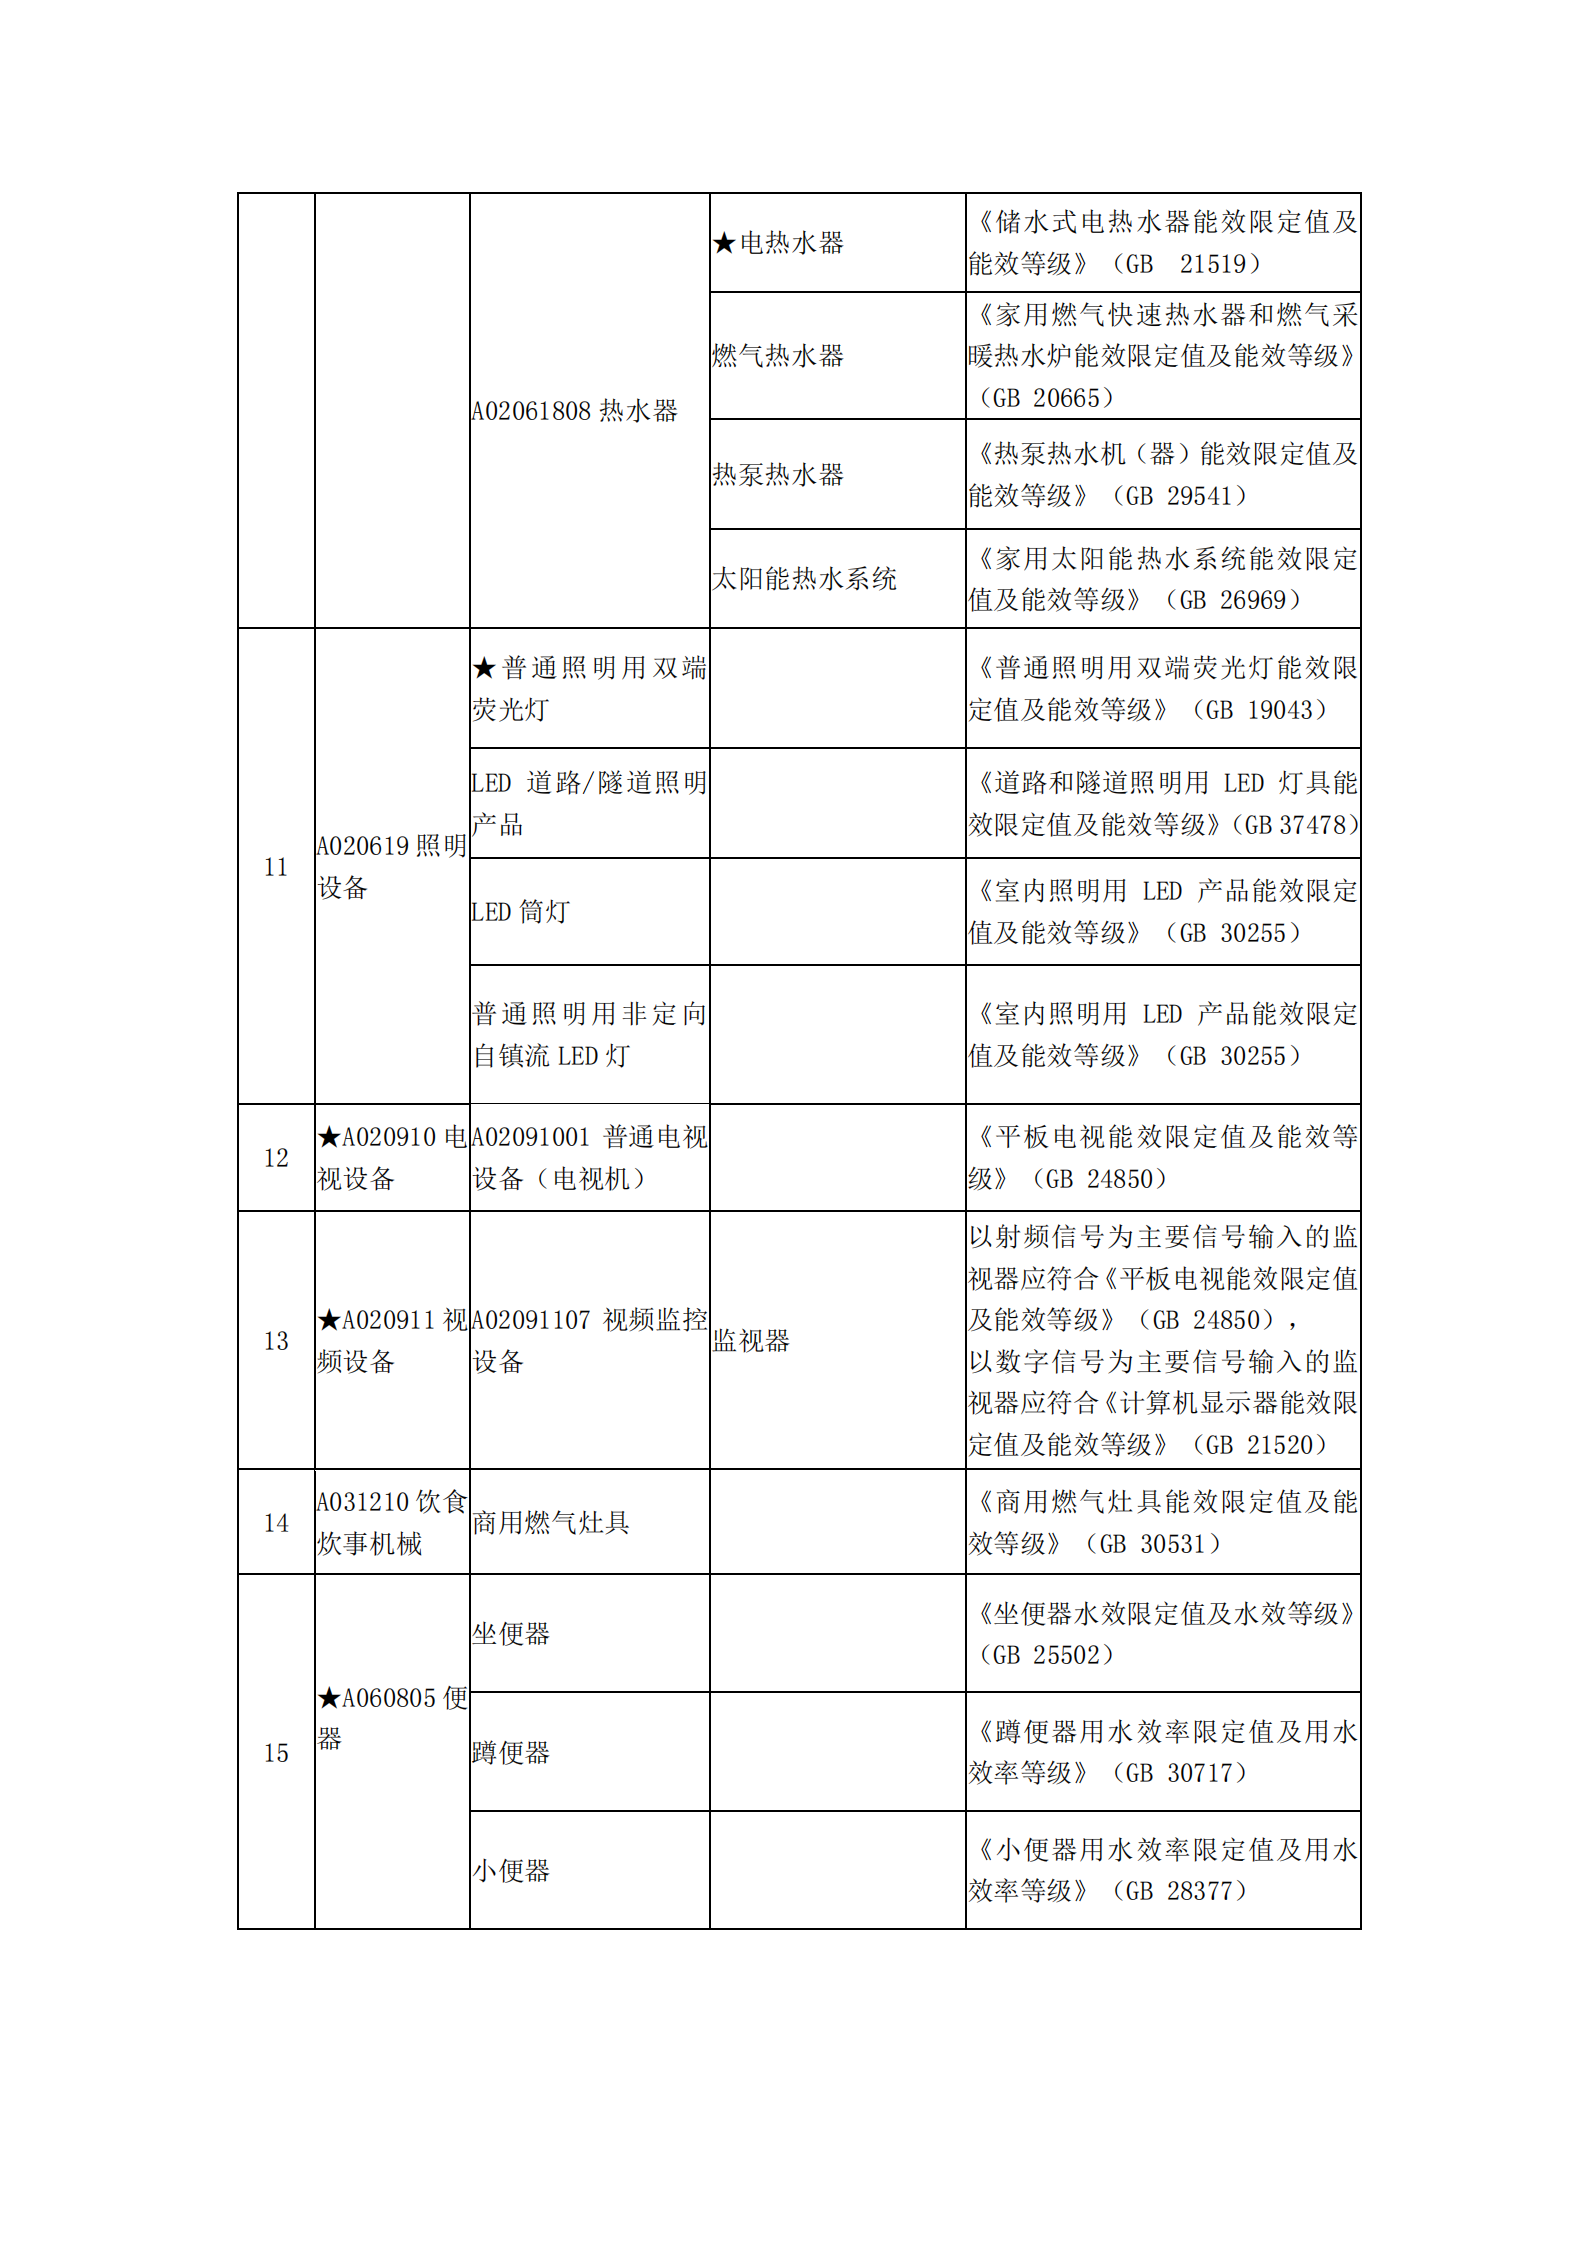 A02061808 热水器
★电热水器
《储水式电热水器能效限定值及
能效等级》（GB  21519）
燃气热水器
《家用燃气快速热水器和燃气采
暖热水炉能效限定值及能效等级》
（GB 20665）
热泵热水器
《热泵热水机（器）能效限定值及
能效等级》（GB 29541）
太阳能热水系统
《家用太阳能热水系统能效限定
值及能效等级》（GB 26969）
11
A020619 照明
设备
★普通照明用双端
荧光灯
《普通照明用双端荧光灯能效限
定值及能效等级》（GB 19043）
LED 道路/隧道照明
产品
《道路和隧道照明用 LED 灯具能
效限定值及能效等级》（GB 37478）
LED 筒灯
《室内照明用 LED 产品能效限定
值及能效等级》（GB 30255）
普通照明用非定向
自镇流 LED 灯
《室内照明用 LED 产品能效限定
值及能效等级》（GB 30255）
12
★A020910 电
视设备
A02091001 普通电视
设备（电视机）
《平板电视能效限定值及能效等
级》（GB 24850）
13
★A020911 视
频设备
A02091107 视频监控
设备
监视器
以射频信号为主要信号输入的监
视器应符合《平板电视能效限定值
及能效等级》（GB 24850），
以数字信号为主要信号输入的监
视器应符合《计算机显示器能效限
定值及能效等级》（GB 21520）
14
A031210 饮食
炊事机械
商用燃气灶具
《商用燃气灶具能效限定值及能
效等级》（GB 30531）
15
★A060805 便
器
坐便器
《坐便器水效限定值及水效等级》
（GB 25502）
蹲便器
《蹲便器用水效率限定值及用水
效率等级》（GB 30717）
小便器
《小便器用水效率限定值及用水
效率等级》（GB 28377）